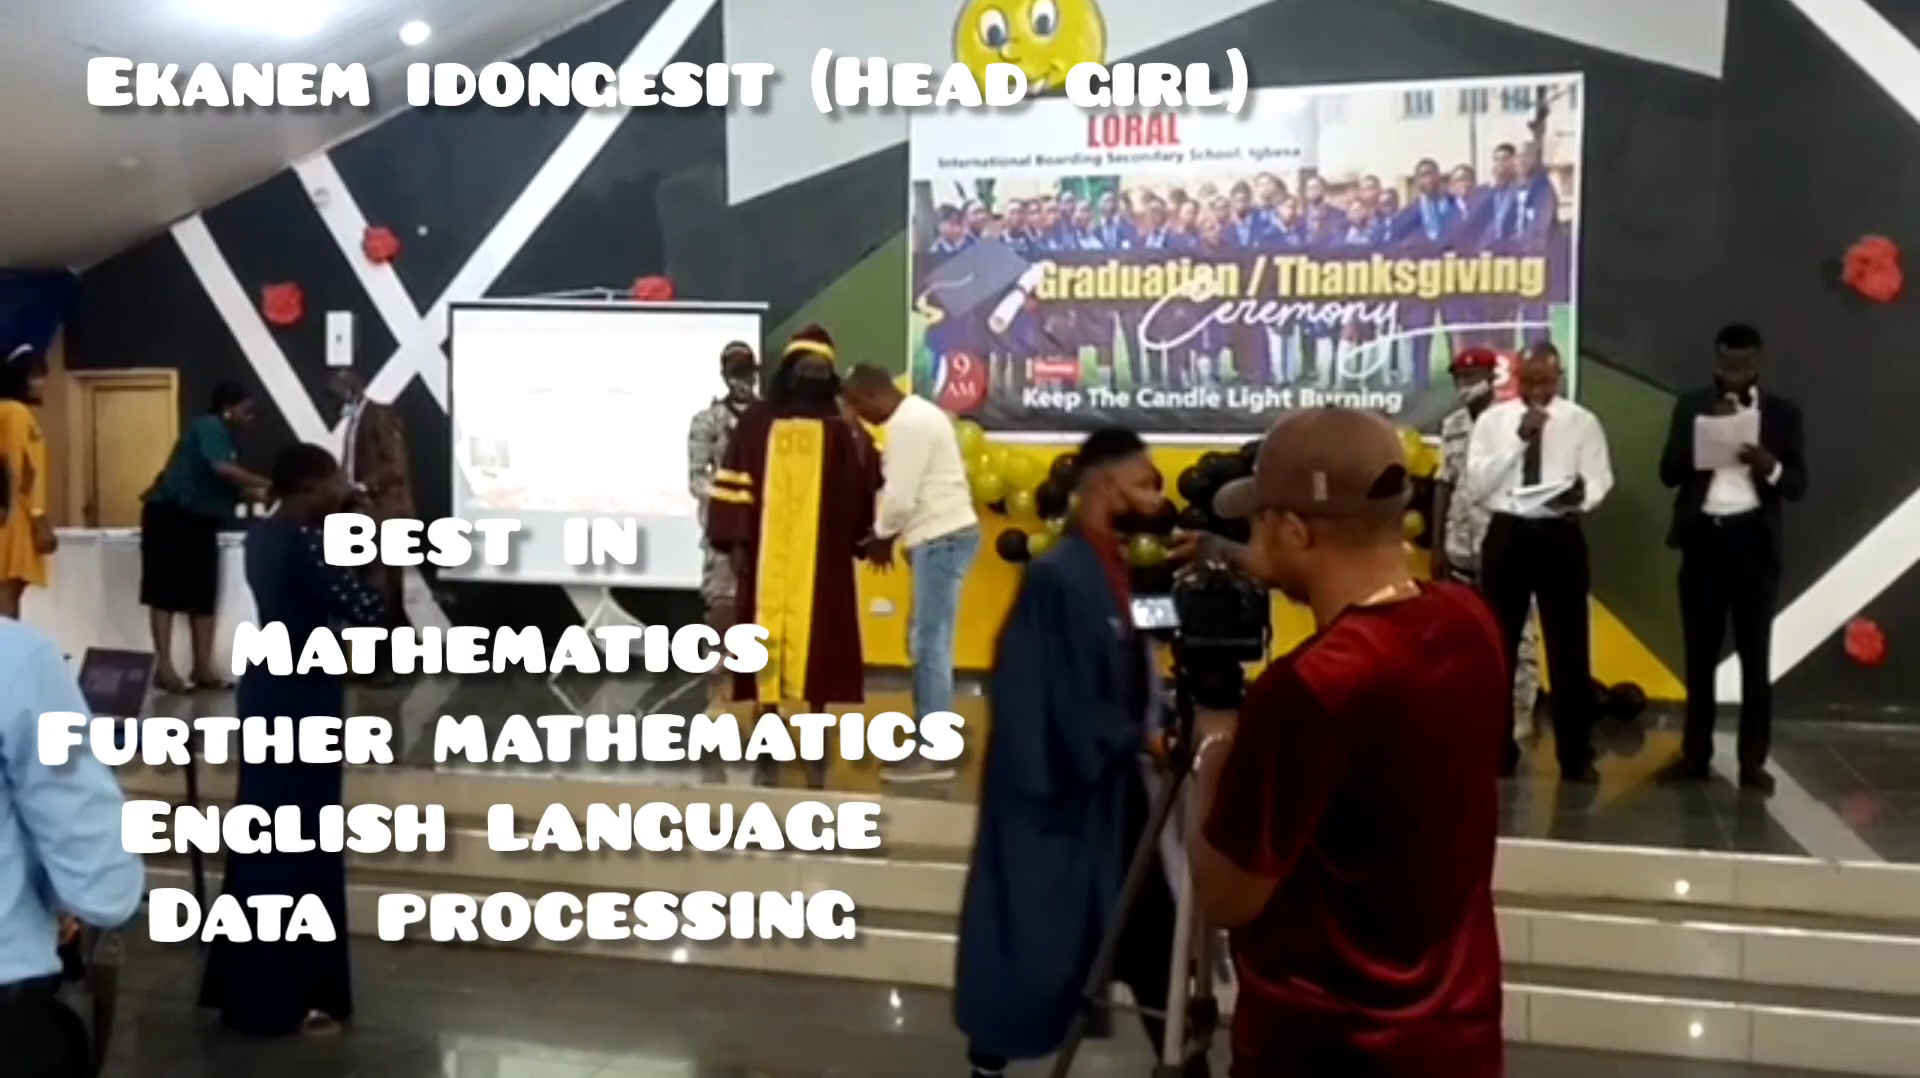 Ekanem idongesit (Head girl)
LORAL
International Boarding Secondary School, Igbesa
Graduation / Thanksgiving
Ceremony
9
AM
Keep The Candle Light Burning
Best in
Mathematics
Further mathematics
English language
Data processing